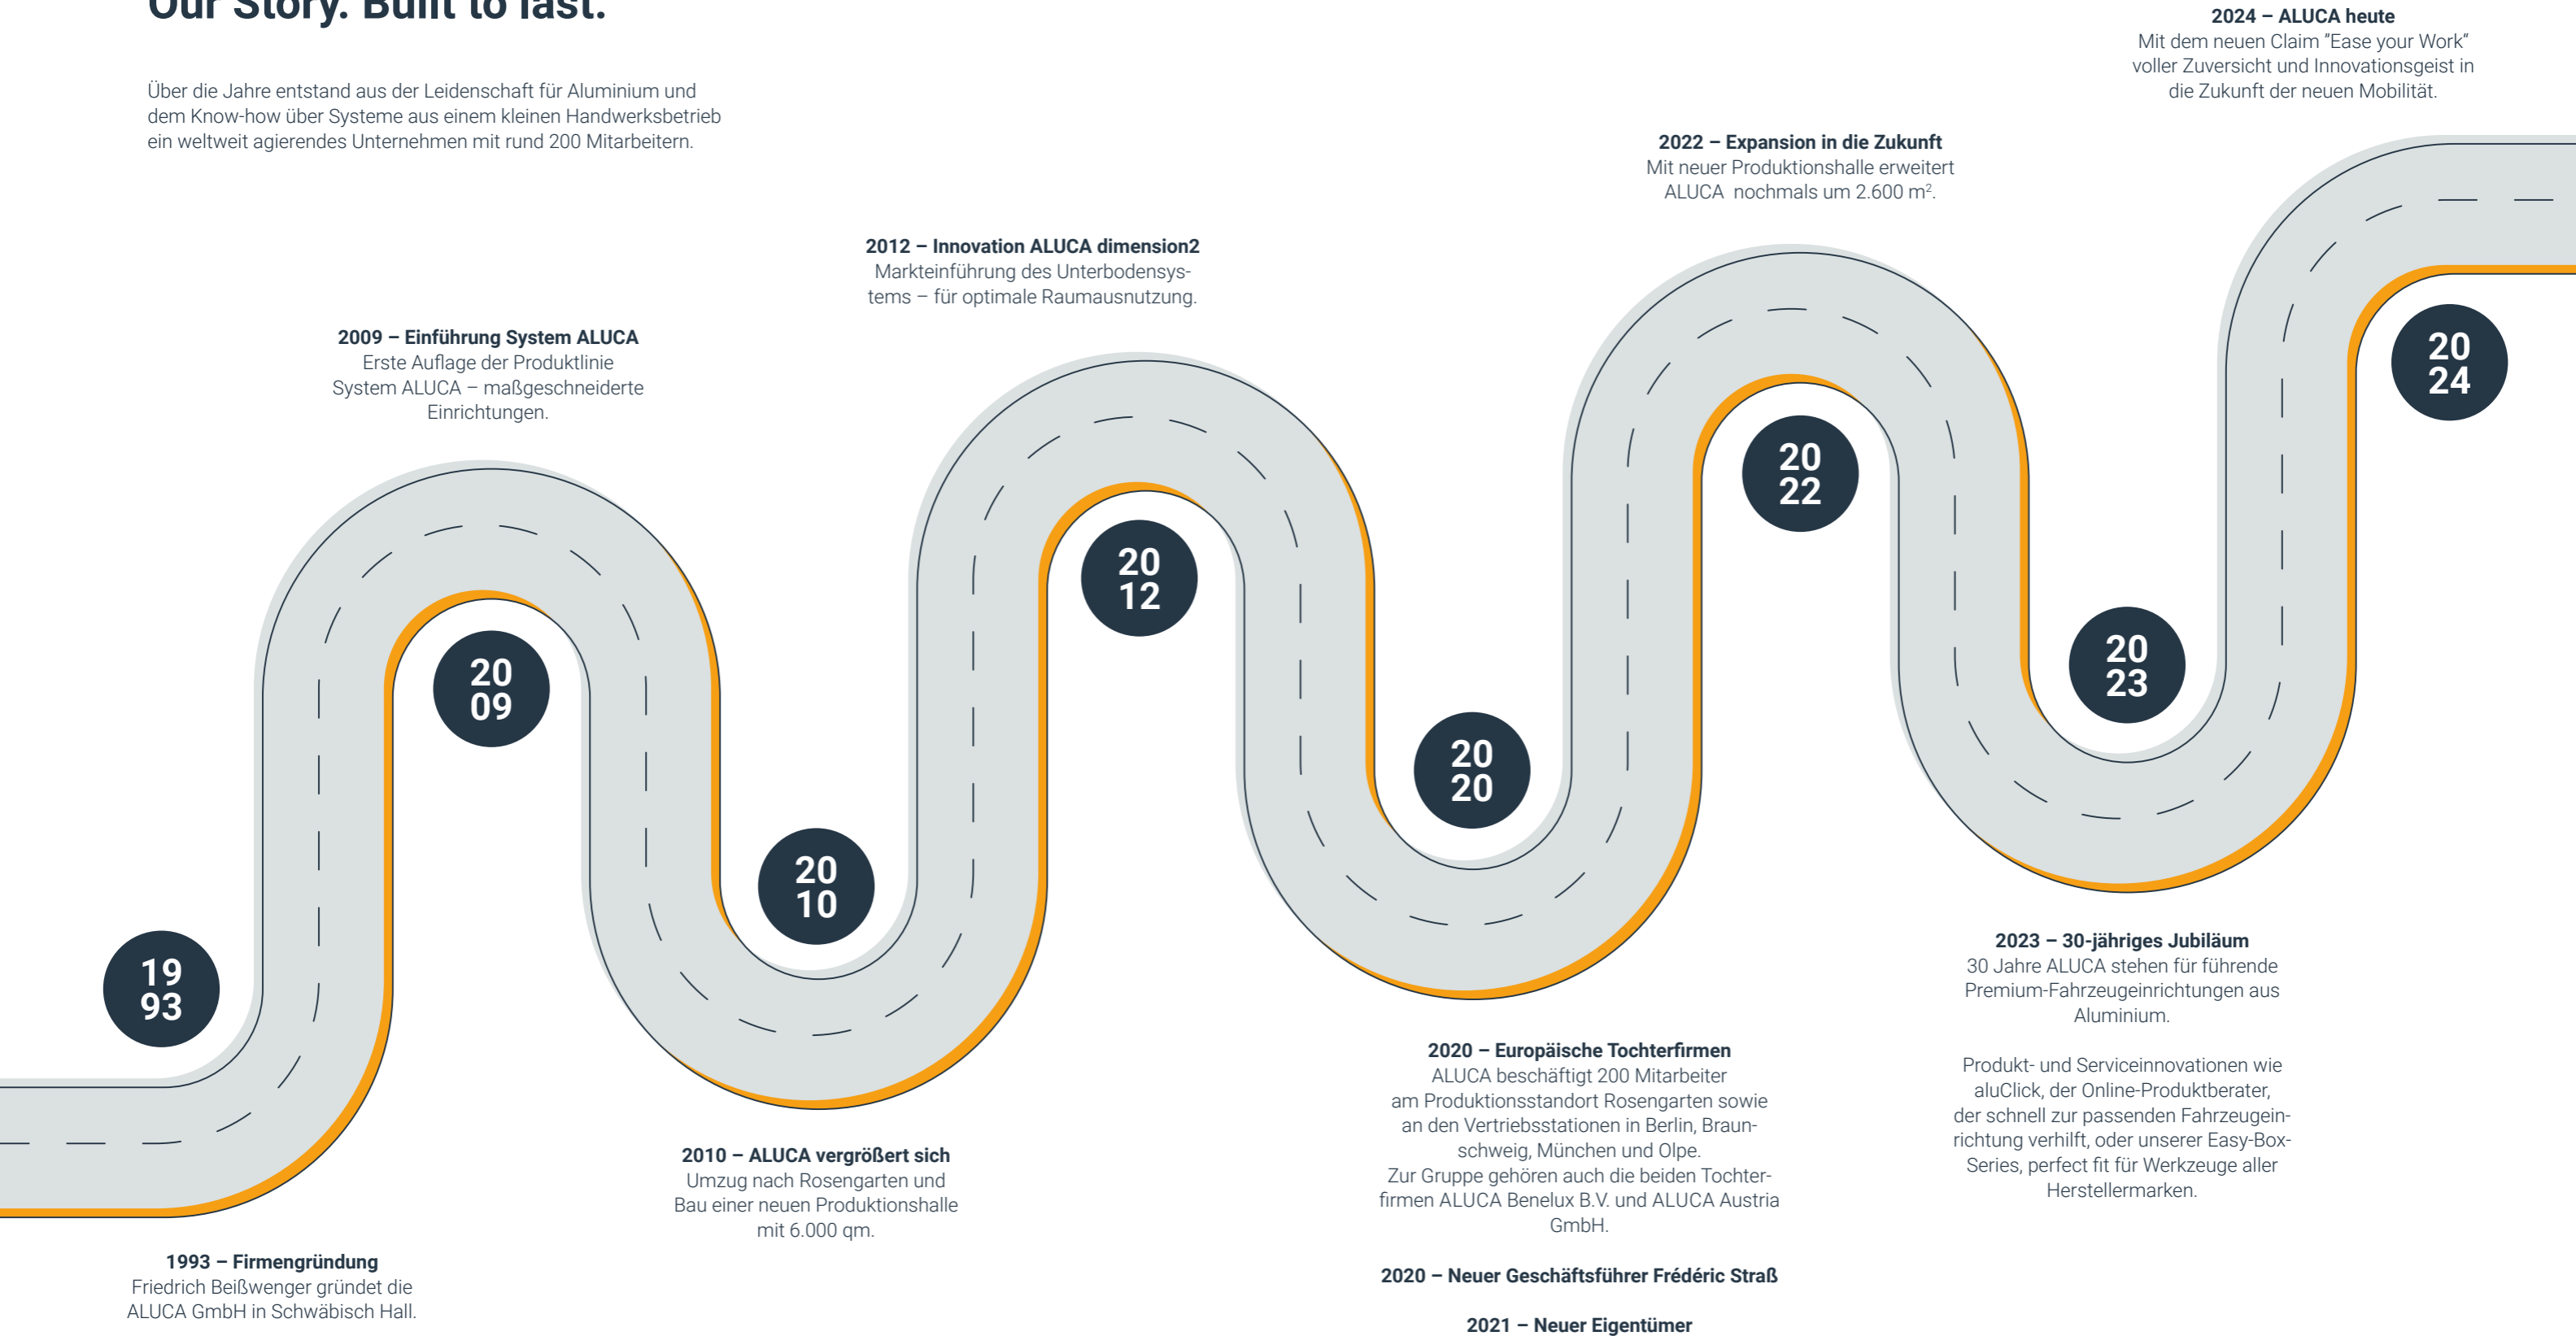 Our Story. Built to last.
Über die Jahre entstand aus der Leidenschaft für Aluminium und
dem Know-how über Systeme aus einem kleinen Handwerksbetrieb
ein weltweit agierendes Unternehmen mit rund 200 Mitarbeitern.
19
93
1993 – Firmengründung
Friedrich Beißwenger gründet die
ALUCA GmbH in Schwäbisch Hall.
2009 – Einführung System ALUCA
Erste Auflage der Produktlinie
System ALUCA – maßgeschneiderte
Einrichtungen.
20
09
20
10
2010 – ALUCA vergrößert sich
Umzug nach Rosengarten und
Bau einer neuen Produktionshalle
mit 6.000 qm.
2012 – Innovation ALUCA dimension2
Markteinführung des Unterbodensys-
tems – für optimale Raumausnutzung.
20
12
20
20
2020 – Europäische Tochterfirmen
ALUCA beschäftigt 200 Mitarbeiter
am Produktionsstandort Rosengarten sowie
an den Vertriebsstationen in Berlin, Braun-
schweig, München und Olpe.
Zur Gruppe gehören auch die beiden Tochter-
firmen ALUCA Benelux B.V. und ALUCA Austria
GmbH.
2020 – Neuer Geschäftsführer Frédéric Straß
2021 – Neuer Eigentümer
2022 – Expansion in die Zukunft
Mit neuer Produktionshalle erweitert
ALUCA  nochmals um 2.600 m².
20
22
20
23
2023 – 30-jähriges Jubiläum
30 Jahre ALUCA stehen für führende
Premium-Fahrzeugeinrichtungen aus
Aluminium.
Produkt- und Serviceinnovationen wie
aluClick, der Online-Produktberater,
der schnell zur passenden Fahrzeugein-
richtung verhilft, oder unserer Easy-Box-
Series, perfect fit für Werkzeuge aller
Herstellermarken.
2024 – ALUCA heute
Mit dem neuen Claim "Ease your Work“
voller Zuversicht und Innovationsgeist in
die Zukunft der neuen Mobilität.
20
24